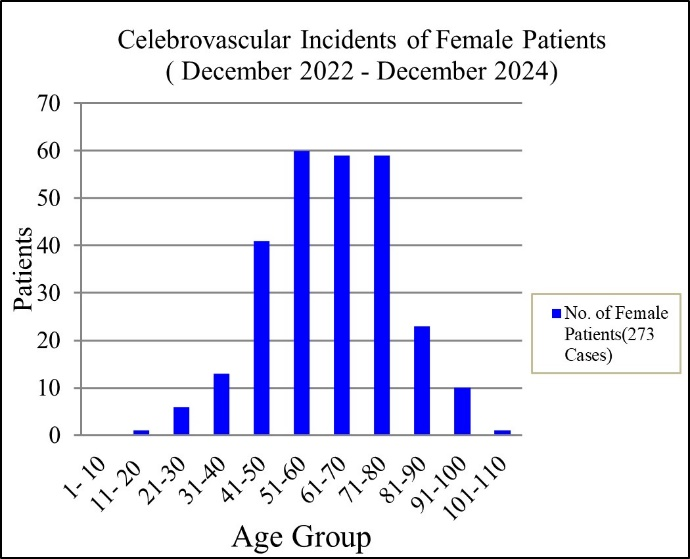 Celebrovascular Incidents of Female Patients
( December 2022 - December 2024)
70
60
50
40
30
20
10
0
Patients
1- 10
11- 20
21-30
31-40
41-50
51-60
61-70
71-80
81-90
91-100
101-110
Age Group
No. of Female
Patients(273
Cases)